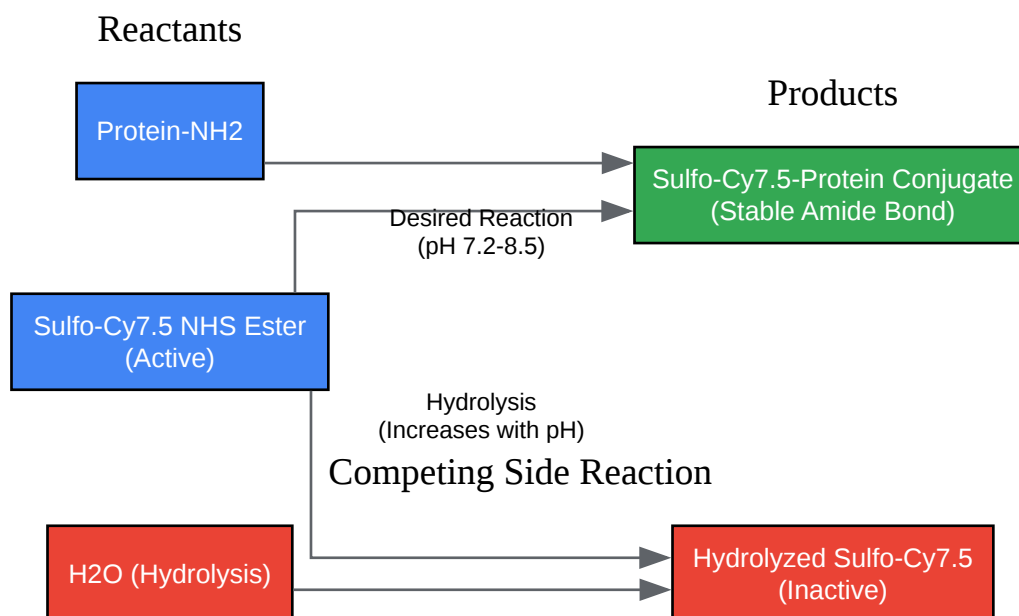 Reactants
Products
Protein-NH2
Sulfo-Cy7.5-Protein Conjugate
(Stable Amide Bond)
Desired Reaction
(pH 7.2-8.5)
Sulfo-Cy7.5 NHS Ester
(Active)
Hydrolysis
(Increases with pH)
Competing Side Reaction
H2O (Hydrolysis)
Hydrolyzed Sulfo-Cy7.5
(Inactive)